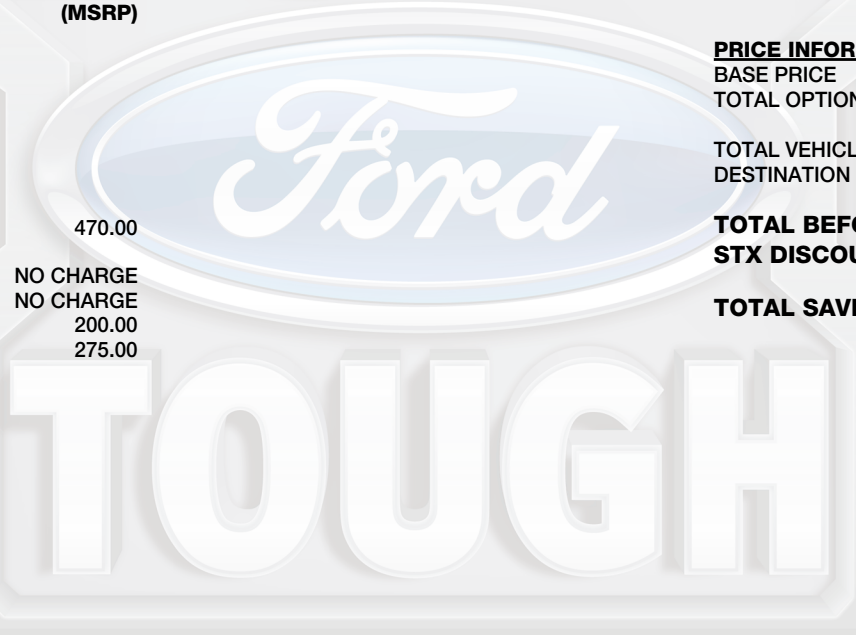 (MSRP)
470.00
NO CHARGE
NO CHARGE
200.00
275.00
PRICE INFOR
BASE PRICE
TOTAL OPTION
TOTAL VEHICL
DESTINATION
TOTAL BEFO
STX DISCOU
TOTAL SAVI
Ford
TOUGH